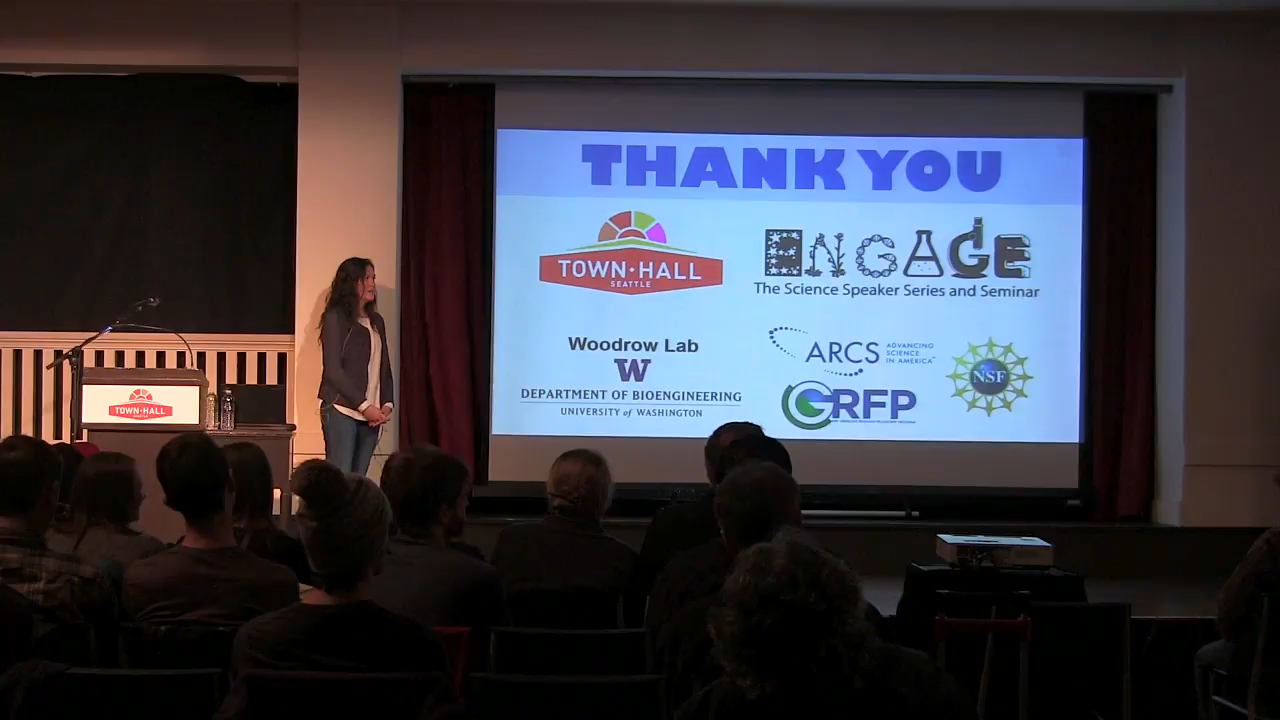 THANK YOU
TOWN·HALL
SEATTLE
ENGAGE
The Science Speaker Series and Seminar
Woodrow Lab
W
DEPARTMENT OF BIOENGINEERING
UNIVERSITY of WASHINGTON
ARCS ADVANCING
SCIENCE
IN AMERICA
NSF
GRFP
TOWN·HALL